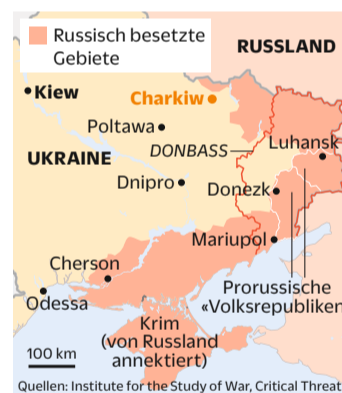 Russisch besetzte
Gebiete
RUSSLAND
Kiew
Charkiw
Poltawa
DONBASS
Luhansk
UKRAINE
Dnipro
Donezk
Mariupol
Cherson
Prorussische
«Volksrepubliken
Odessa
Krim
(von Russland
annektiert)
100 km
Quellen: Institute for the Study of War, Critical Threat